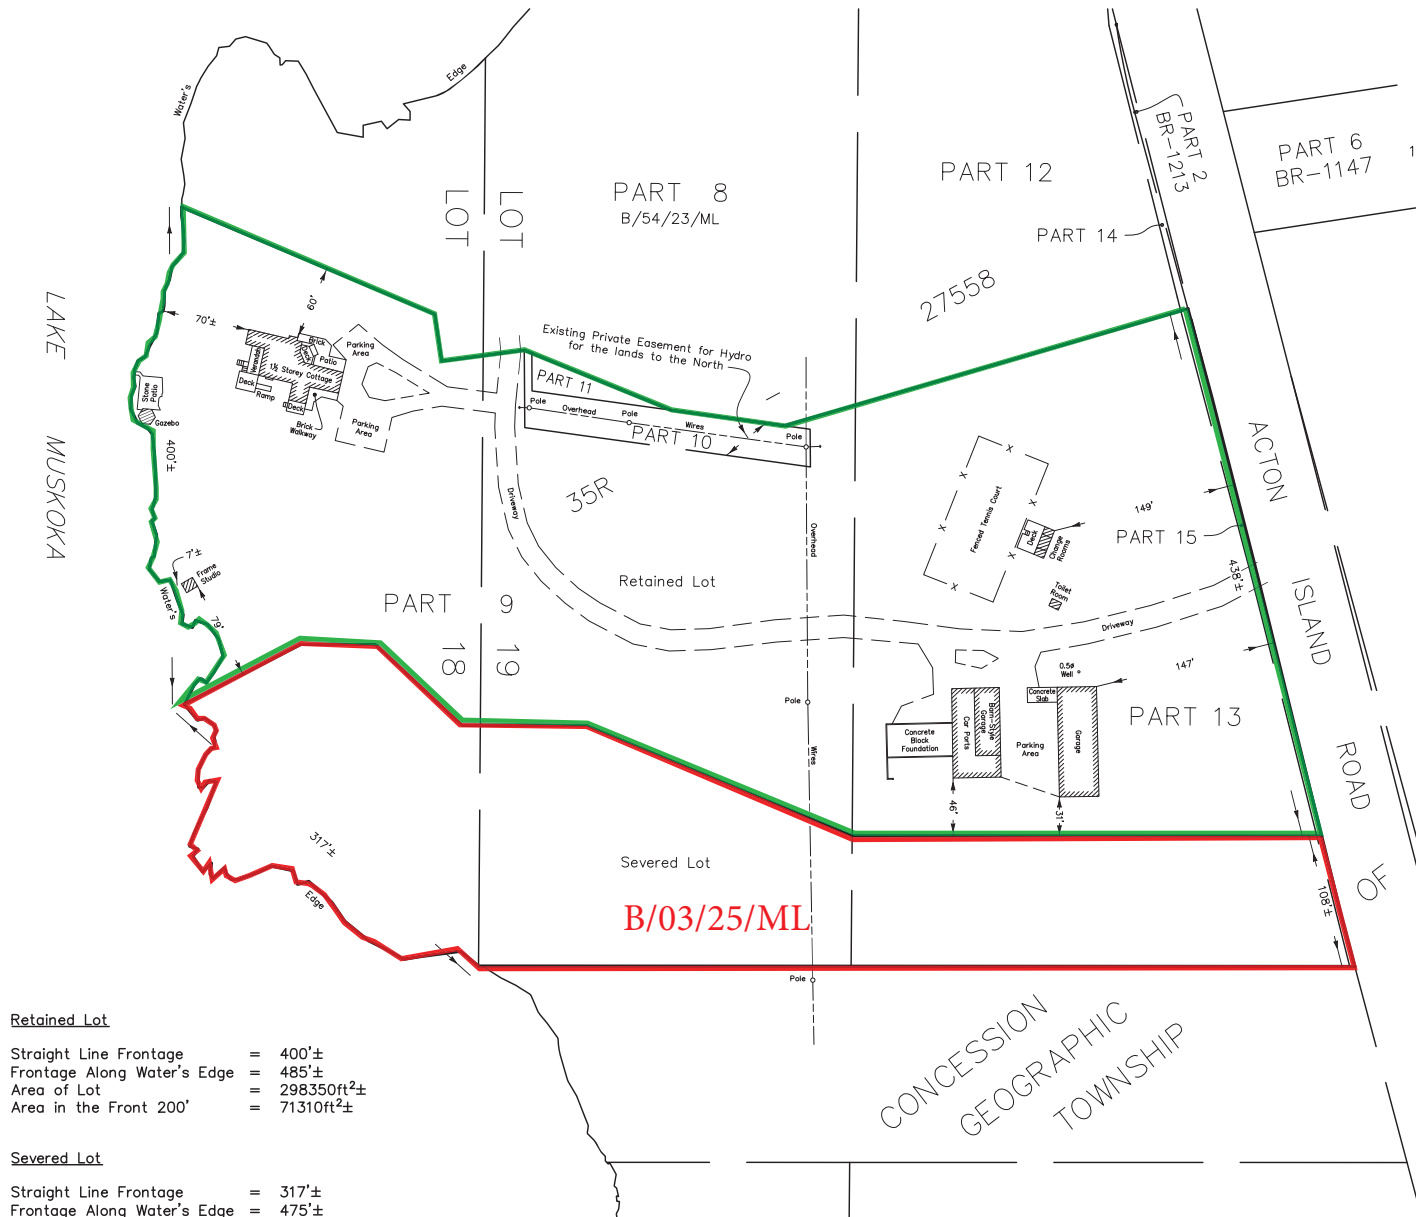 Water's
Edge
LOT
LOT
PART 8
B/54/23/ML
PART 12
PART 2
BR-1213
PART 6
BR-1147
PART 14
27558
LAKE
MUSKOKA
60'
70'±
Brick
Patio
Verandah
1½ Storey Cottage
Deck
Ramp
Deck
Brick
Walkway
Parking
Area
Parking
Area
Stone
Patio
Gazebo
400'±
Existing Private Easement for Hydro
for the lands to the North
PART 11
Pole
Overhead
Pole
Wires
Pole
PART 10
35R
Driveway
Overhead
Fenced Tennis Court
Deck
Change
Rooms
149'
PART 15
ACTON
ISLAND
ROAD
OF
438'±
Toilet
Room
7'±
Frame
Studio
Water's
79'
Retained Lot
PART 9
18
19
Driveway
0.5ø
Well
147'
Concrete
Slab
Barn-Style
Garage
Car Ports
Concrete
Block
Foundation
Parking
Area
Garage
PART 13
Pole
Wires
46'
31'
317'±
Edge
Severed Lot
B/03/25/ML
108'±
Pole
CONCESSION
GEOGRAPHIC
TOWNSHIP
Retained Lot
Straight Line Frontage = 400'±
Frontage Along Water's Edge = 485'±
Area of Lot = 298350ft²±
Area in the Front 200' = 71310ft²±
Severed Lot
Straight Line Frontage = 317'±
Frontage Along Water's Edge = 475'±